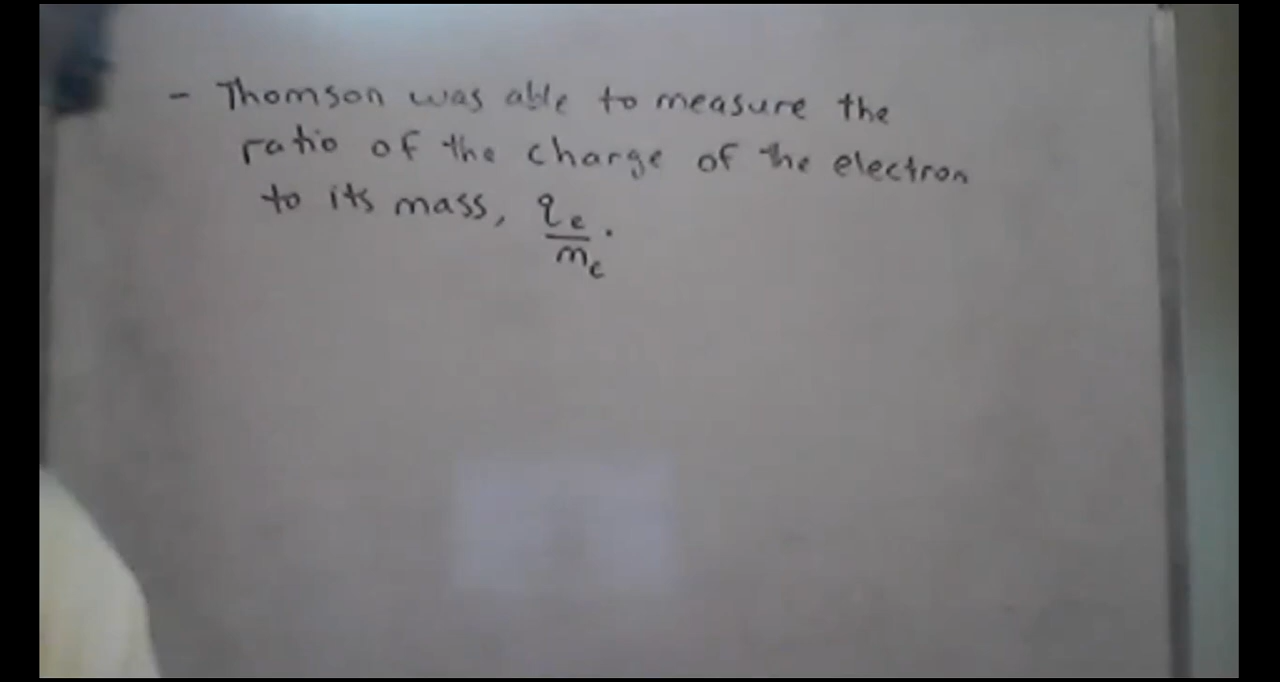 - Thomson was able to measure the
ratio of the charge of the electron
to its mass, qe/me.